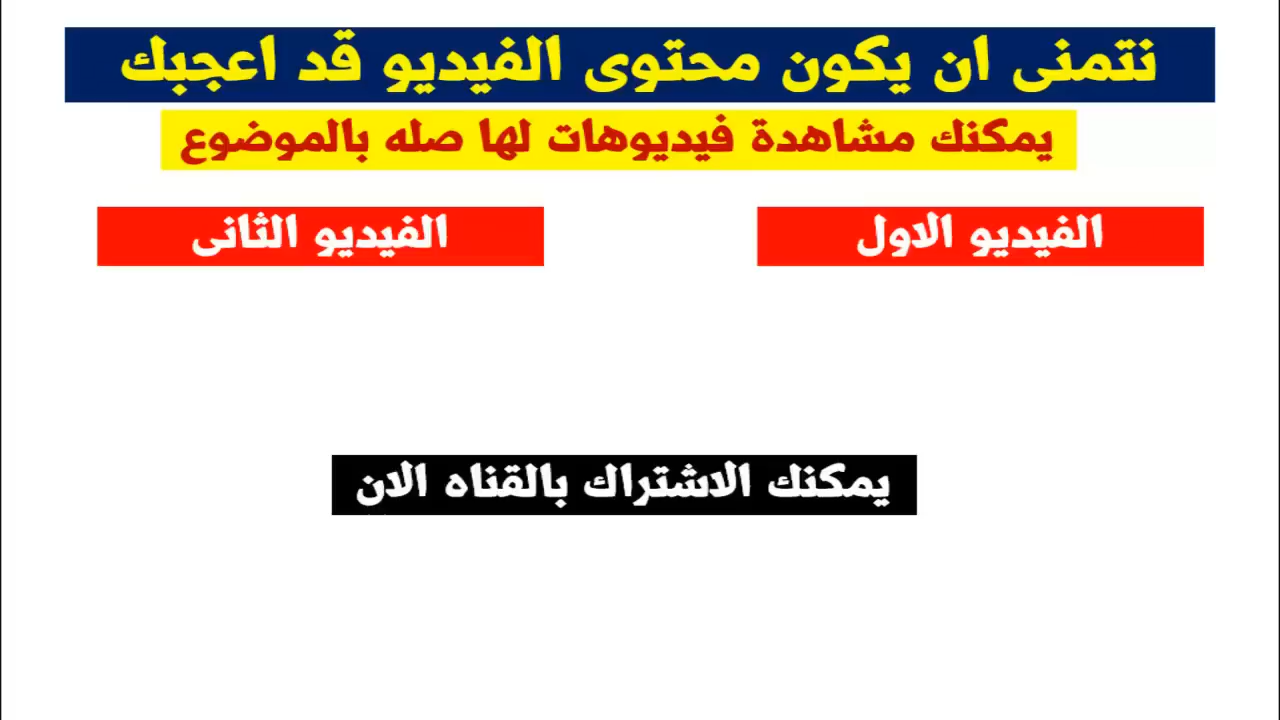 نتمنى ان يكون محتوى الفيديو قد اعجبك
يمكنك مشاهدة فيديوهات لها صله بالموضوع
الفيديو الاول
الفيديو الثانى
يمكنك الاشتراك بالقناه الان